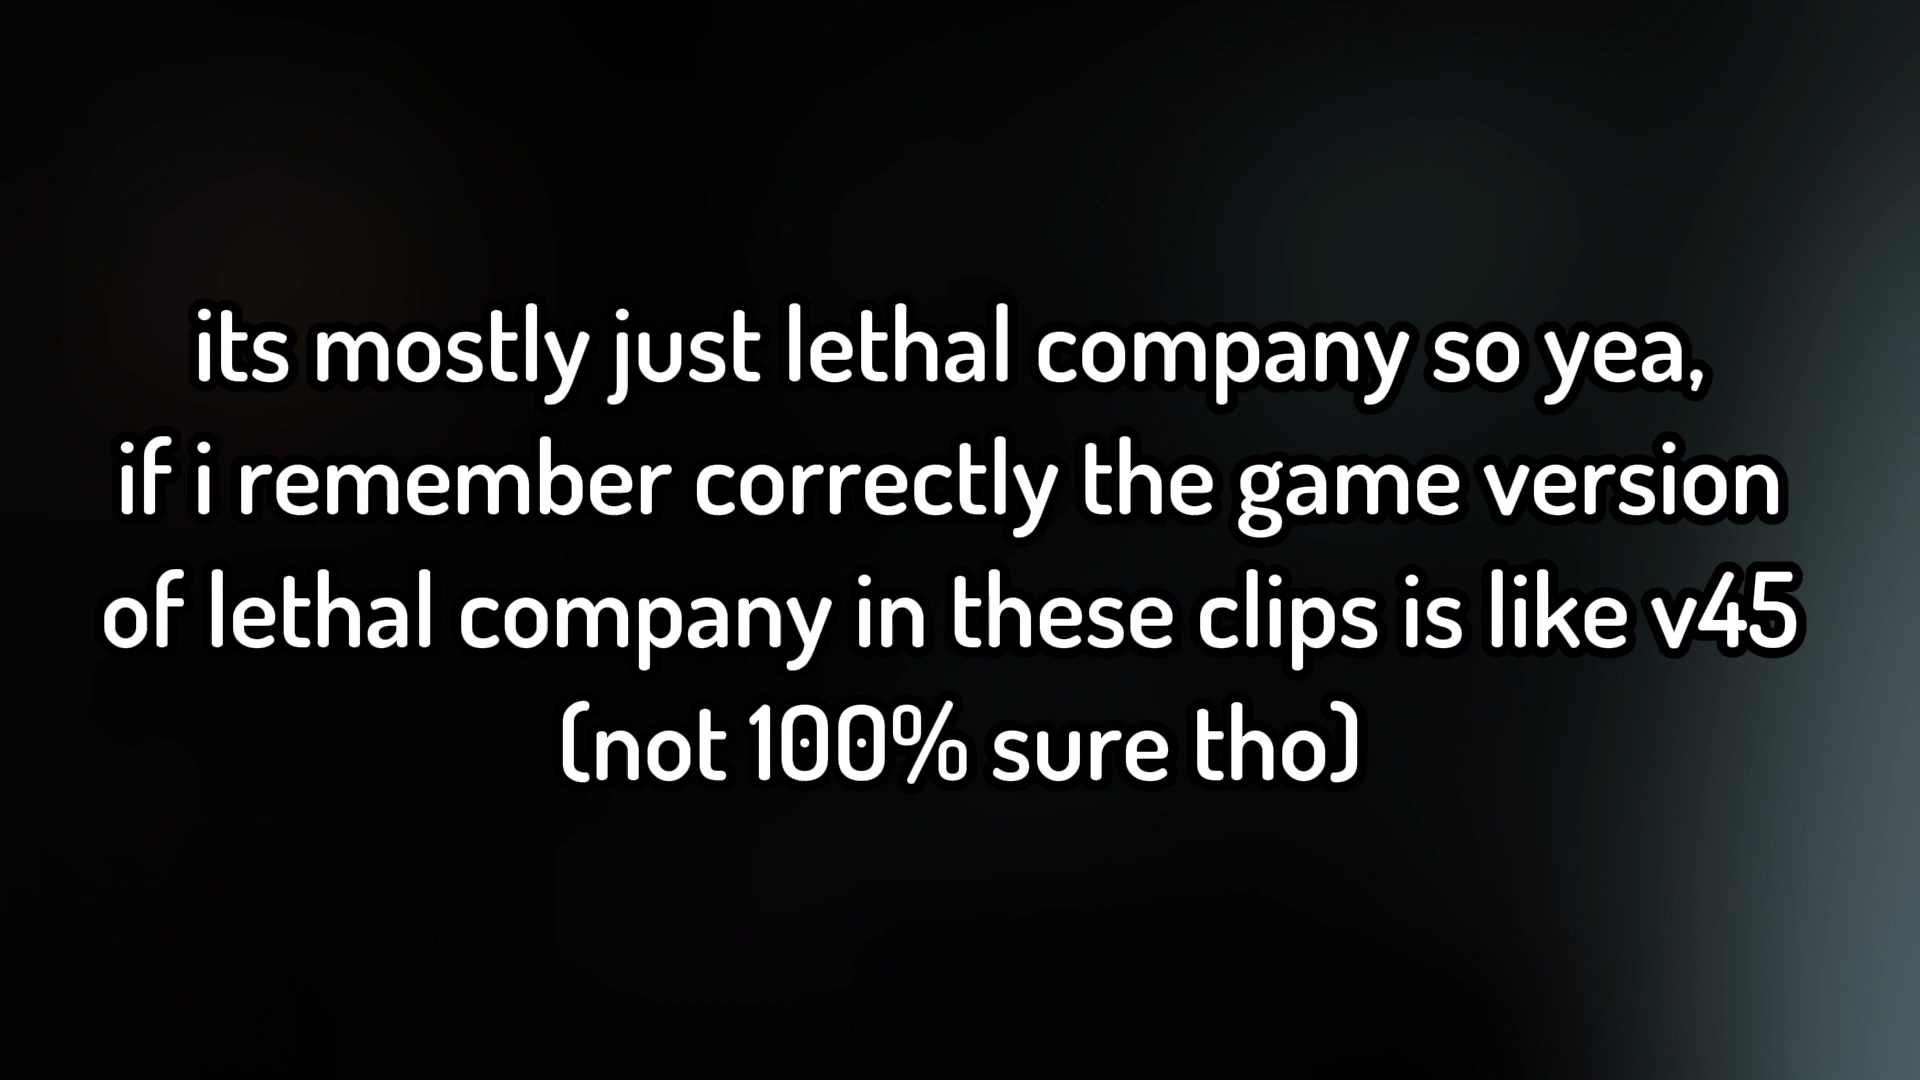 its mostly just lethal company so yea,
if i remember correctly the game version
of lethal company in these clips is like v45
(not 100% sure tho)